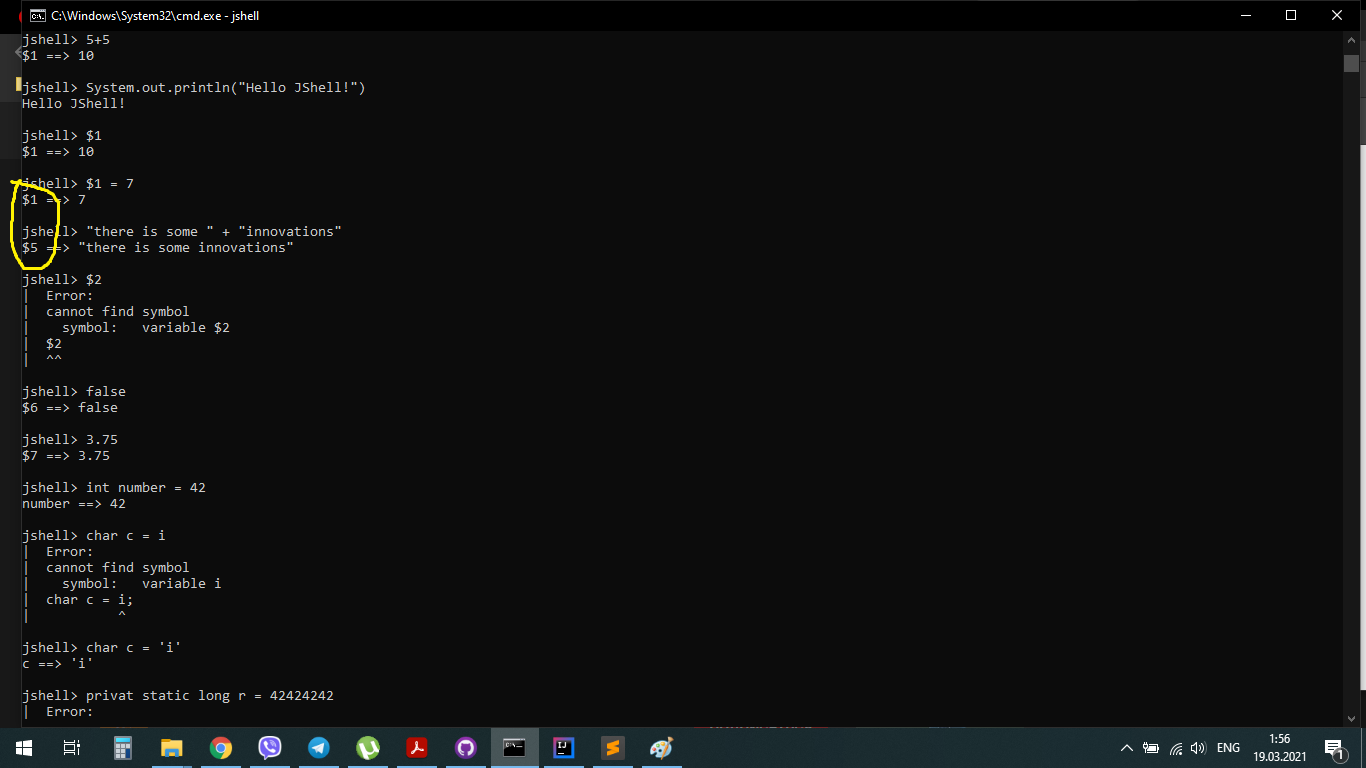 C:\Windows\System32\cmd.exe - jshell
jshell> 5+5
$1 ==> 10
jshell> System.out.println("Hello JShell!")
Hello JShell!
jshell> $1
$1 ==> 10
jshell> $1 = 7
$1 ==> 7
jshell> "there is some " + "innovations"
$5 ==> "there is some innovations"
jshell> $2
|  Error:
|  cannot find symbol
|    symbol:   variable $2
|  $2
|  ^^
jshell> false
$6 ==> false
jshell> 3.75
$7 ==> 3.75
jshell> int number = 42
number ==> 42
jshell> char c = i
|  Error:
|  cannot find symbol
|    symbol:   variable i
|  char c = i;
|           ^
jshell> char c = 'i'
c ==> 'i'
jshell> privat static long r = 42424242
|  Error:
ENG
1:56
19.03.2021
1